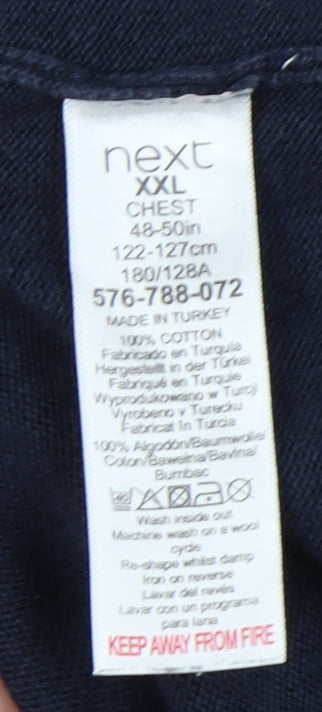 next
XXL
CHEST
48-50in
122-127cm
180/128A
576-788-072
MADE IN TURKEY
100% COTTON
Fabricado en Turquía
Hergestellt in der Türkei
Fabriqué en Turquie
Wyprodukowano w Turcji
Vyrobeno v Turecku
Fabricat In Turcia
100% Algodón/Baumwolle/
Coton/Bawełna/Bavlna/
Bumbac
Wash inside out
Machine wash on a wool
cycle
Re-shape whilst damp
Iron on reverse
Lavar del revés
Lavar con un programa
para lana
KEEP AWAY FROM FIRE